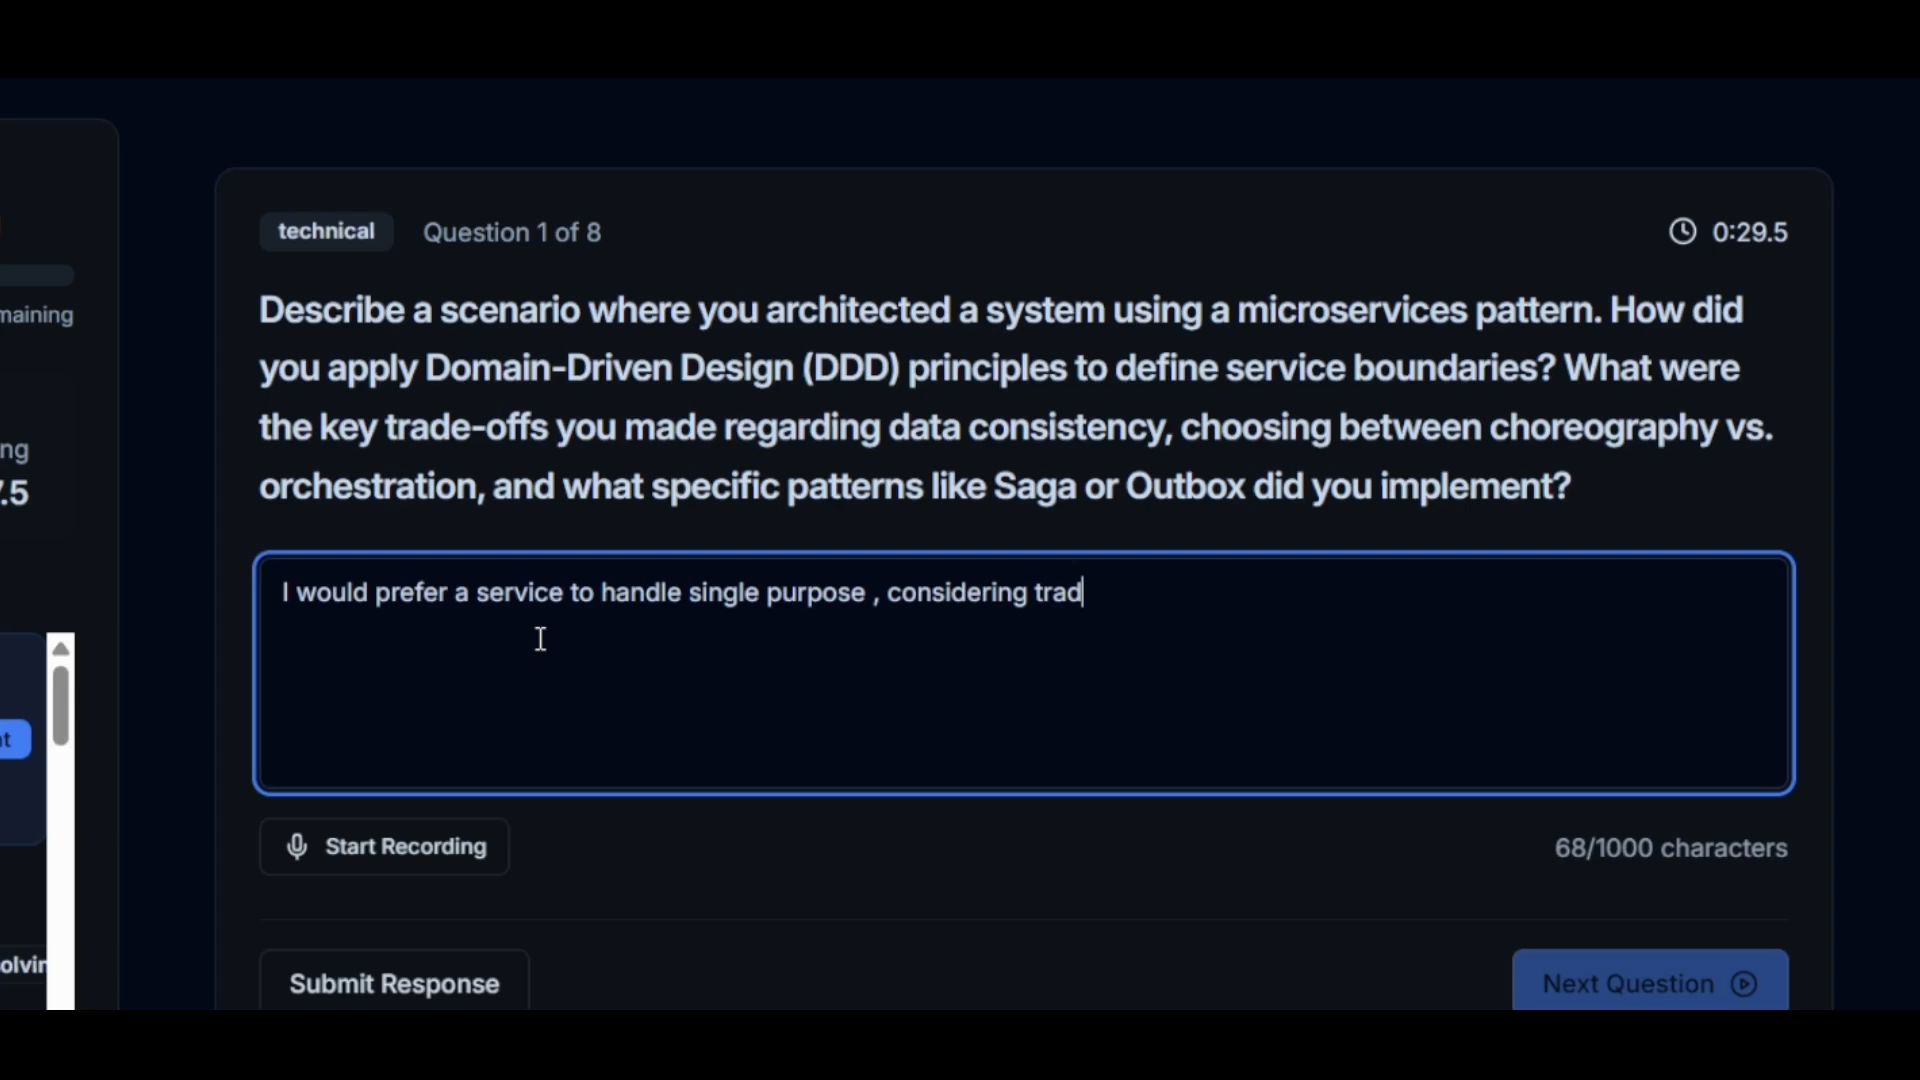 maining
ng
7.5
nt
olvin
technical
Question 1 of 8
0:29.5
Describe a scenario where you architected a system using a microservices pattern. How did
you apply Domain-Driven Design (DDD) principles to define service boundaries? What were
the key trade-offs you made regarding data consistency, choosing between choreography vs.
orchestration, and what specific patterns like Saga or Outbox did you implement?
I would prefer a service to handle single purpose , considering trad
Start Recording
68/1000 characters
Submit Response
Next Question